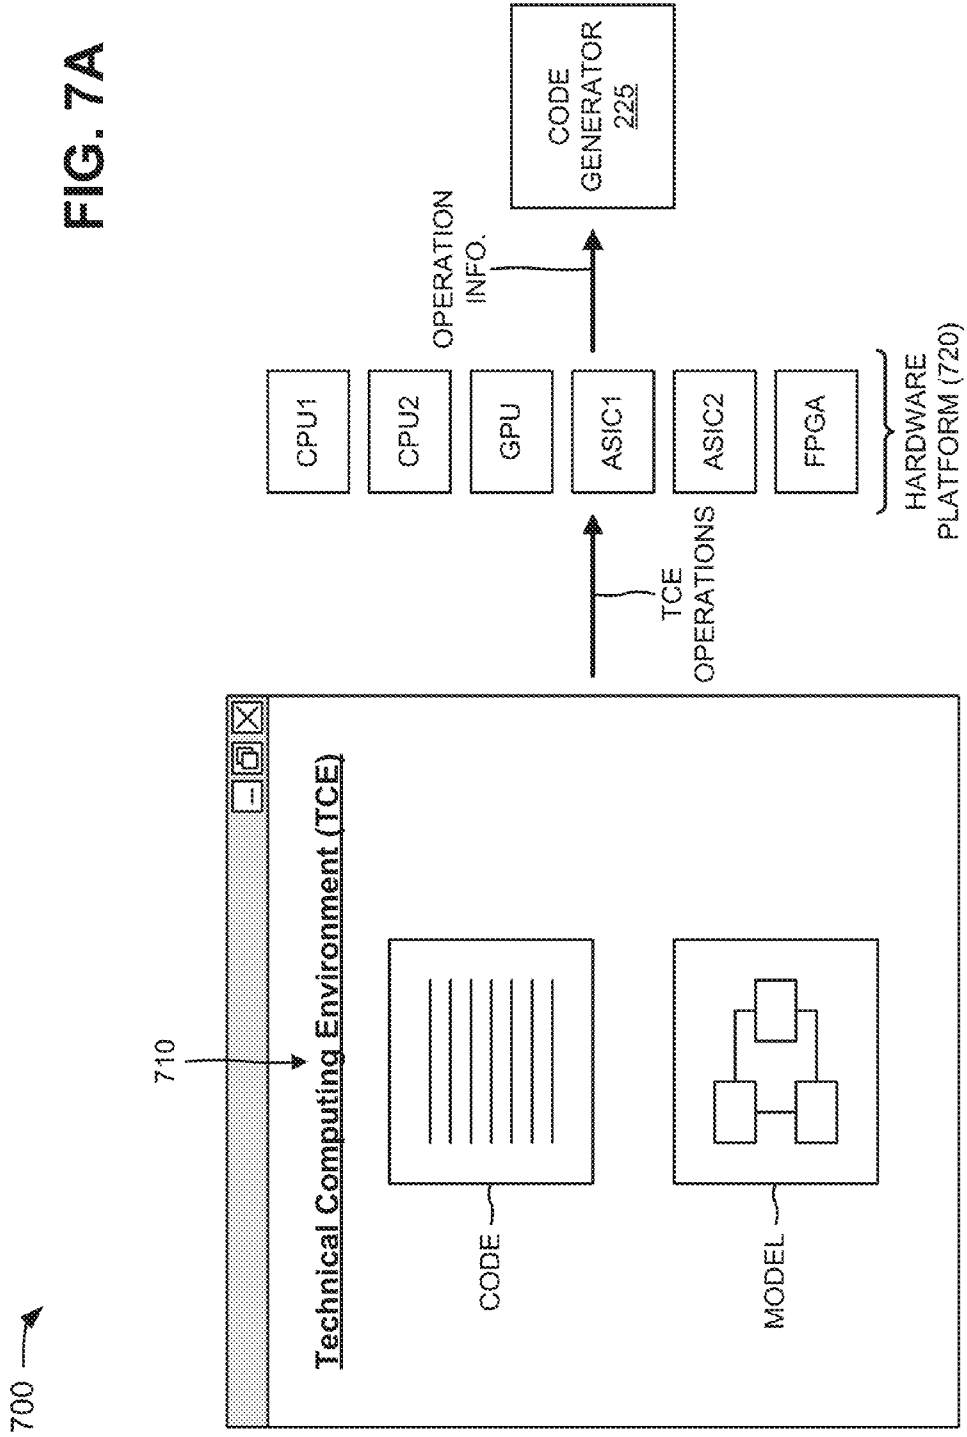 700
FIG. 7A
710
Technical Computing Environment (TCE)
CODE
MODEL
TCE
OPERATIONS
CPU1
CPU2
GPU
ASIC1
ASIC2
FPGA
HARDWARE
PLATFORM (720)
OPERATION
INFO.
CODE
GENERATOR
225